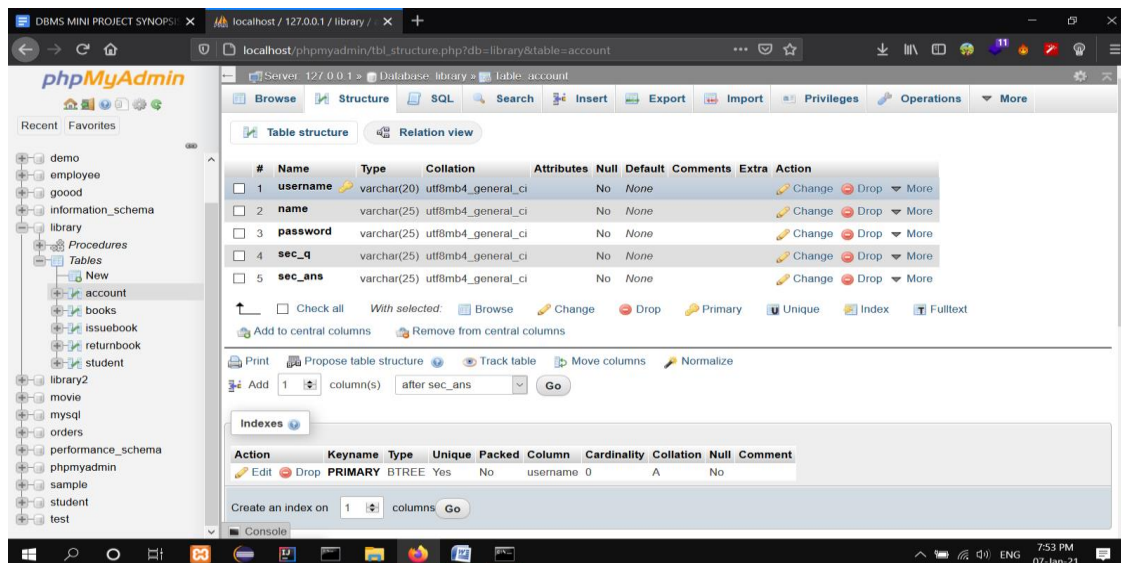 DBMS MINI PROJECT SYNOPSI
localhost / 127.0.0.1 / library /
localhost/phpmyadmin/tbl_structure.php?db=library&table=account
11
phpMyAdmin
Recent Favorites
demo
employee
goood
information_schema
library
Procedures
Tables
New
account
books
issuebook
returnbook
student
library2
movie
mysql
orders
performance_schema
phpmyadmin
sample
student
test
Server: 127.0.0.1 » Database: library » Table: account
Browse Structure SQL Search Insert Export Import Privileges Operations More
Table structure Relation view
# Name Type Collation Attributes Null Default Comments Extra Action
1 username varchar(20) utf8mb4_general_ci No None Change Drop More
2 name varchar(25) utf8mb4_general_ci No None Change Drop More
3 password varchar(25) utf8mb4_general_ci No None Change Drop More
4 sec_q varchar(25) utf8mb4_general_ci No None Change Drop More
5 sec_ans varchar(25) utf8mb4_general_ci No None Change Drop More
Check all With selected: Browse Change Drop Primary Unique Index Fulltext
Add to central columns Remove from central columns
Print Propose table structure Track table Move columns Normalize
Add 1 column(s) after sec_ans Go
Indexes
Action Keyname Type Unique Packed Column Cardinality Collation Null Comment
Edit Drop PRIMARY BTREE Yes No username 0 A No
Create an index on 1 columns Go
Console
ENG 7:53 PM
07-Jan-21